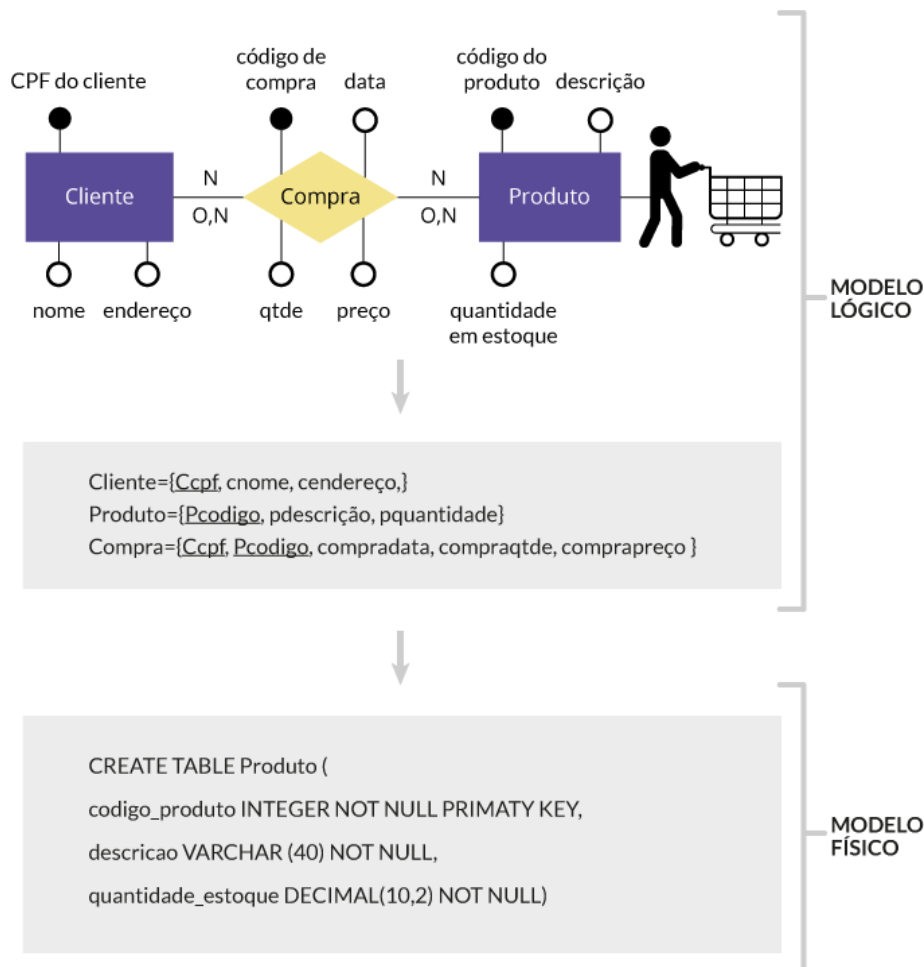 código de
compra
data
código do
produto
descrição
CPF do cliente
Cliente
N
O,N
Compra
N
O,N
Produto
nome
endereço
qtde
preço
quantidade
em estoque
MODELO
LÓGICO
Cliente={Ccpf, cnome, cendereço,}
Produto={Pcodigo, pdescrição, pquantidade}
Compra={Ccpf, Pcodigo, compradata, compraqtde, comprapreço }
CREATE TABLE Produto (
codigo_produto INTEGER NOT NULL PRIMATY KEY,
descricao VARCHAR (40) NOT NULL,
quantidade_estoque DECIMAL(10,2) NOT NULL)
MODELO
FÍSICO